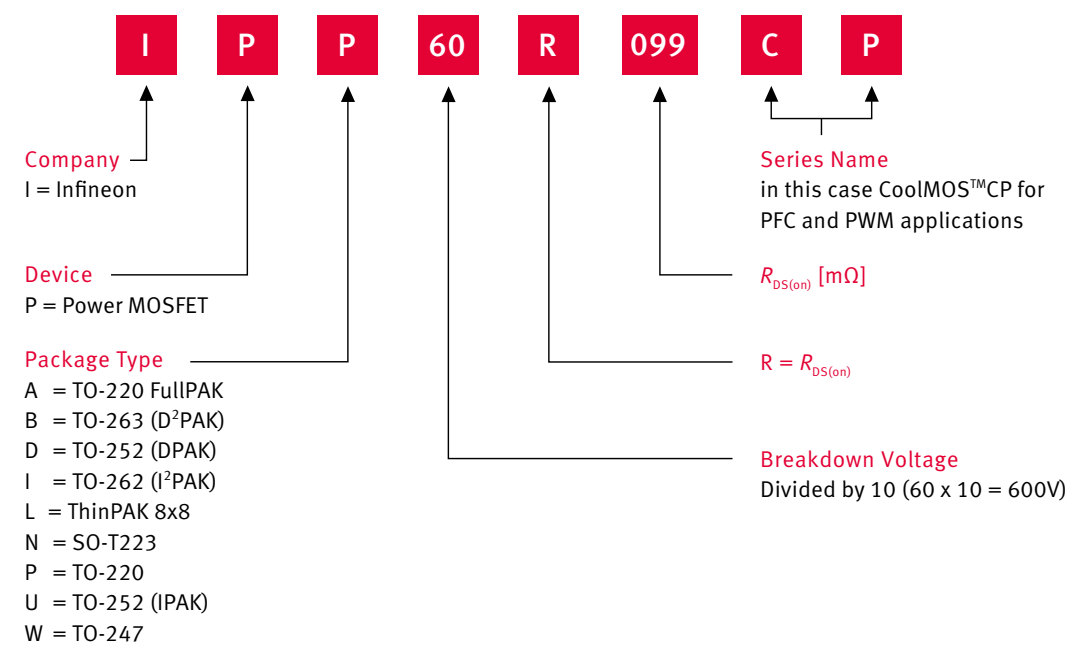 I P P 60 R 099 C P
Company
I = Infineon
Device
P = Power MOSFET
Package Type
A = TO-220 FullPAK
B = TO-263 (D²PAK)
D = TO-252 (DPAK)
I = TO-262 (I²PAK)
L = ThinPAK 8x8
N = SO-T223
P = TO-220
U = TO-252 (IPAK)
W = TO-247
Series Name
in this case CoolMOS™CP for
PFC and PWM applications
R DS(on) [mΩ]
R = R DS(on)
Breakdown Voltage
Divided by 10 (60 x 10 = 600V)